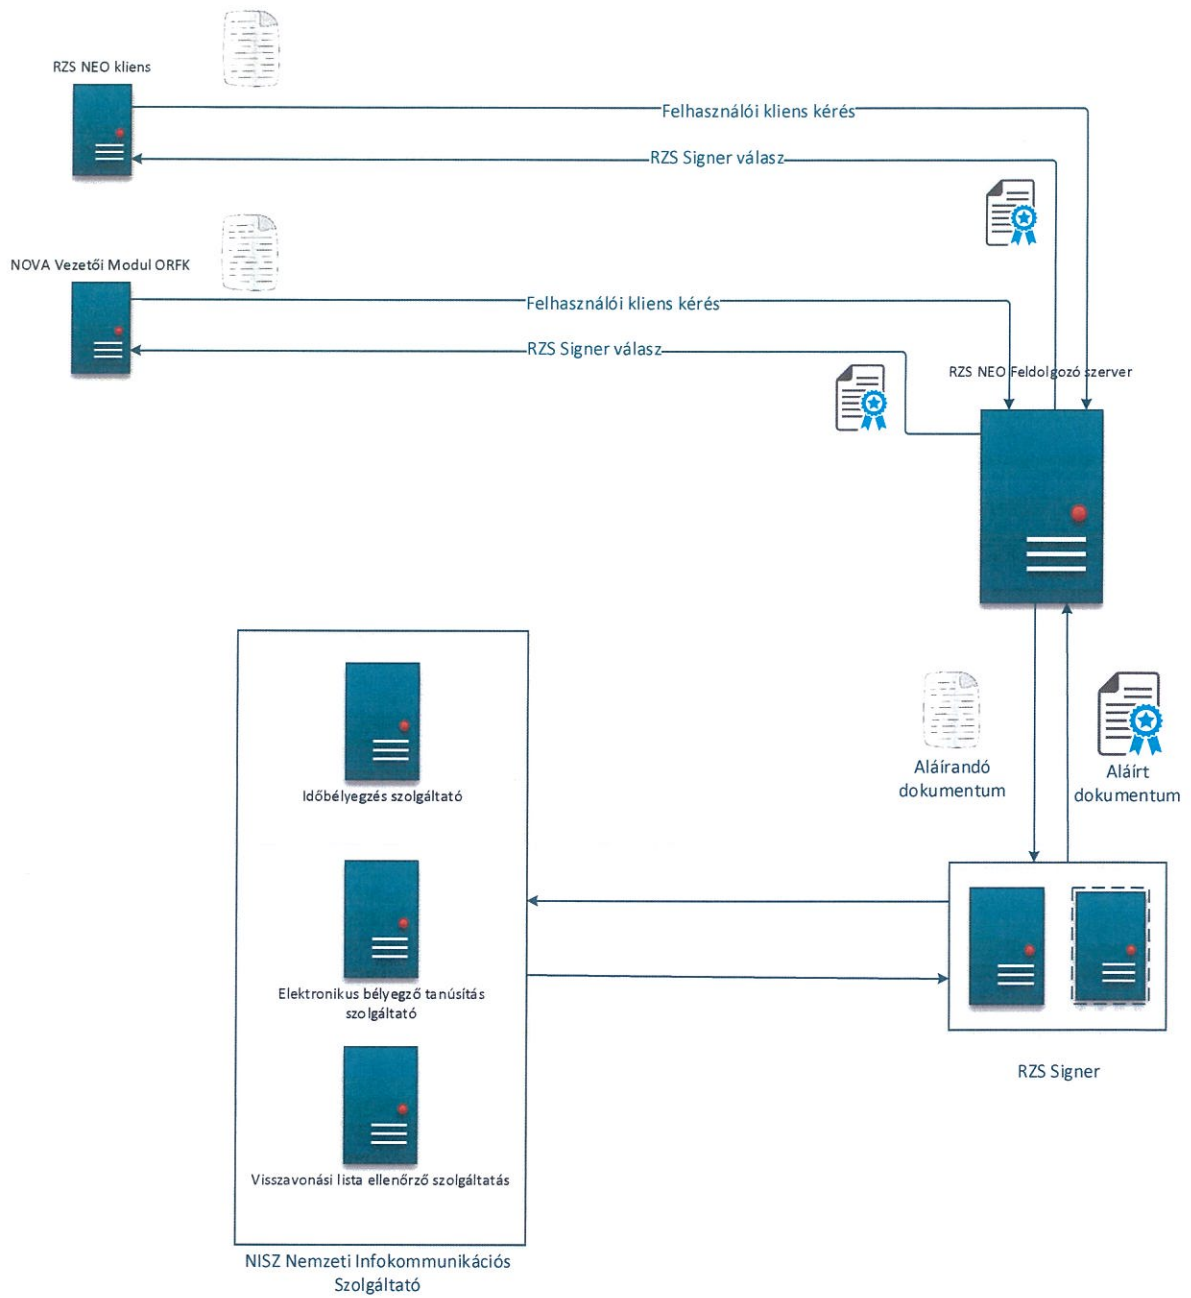 RZS NEO kliens
Felhasználói kliens kérés
RZS Signer válasz
NOVA Vezetői Modul ORFK
Felhasználói kliens kérés
RZS Signer válasz
RZS NEO Feldolgozó szerver
Aláírandó
dokumentum
Aláírt
dokumentum
Időbélyegzés szolgáltató
Elektronikus bélyegző tanúsítás
szolgáltató
RZS Signer
Visszavonási lista ellenőrző szolgáltatás
NISZ Nemzeti Infokommunikációs
Szolgáltató